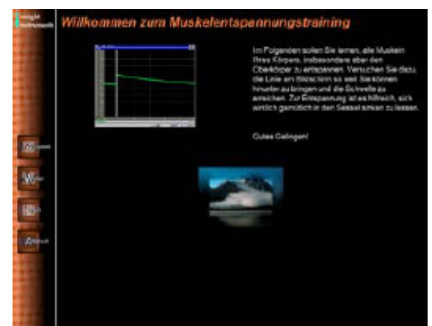 Insight
Instruments
Willkommen zum Muskelentspannungstraining
Im Folgenden sollen Sie lernen, alle Muskeln
Ihres Körpers, insbesondere aber den
Oberkörper zu entspannen. Versuchen Sie dazu,
die Linie am Bildschirm so weit Sie können
hinunter zu bringen und die Schwelle zu
erreichen. Zur Entspannung ist es hilfreich, sich
wirklich gemütlich in den Sessel sinken zu lassen.
Gutes Gelingen!